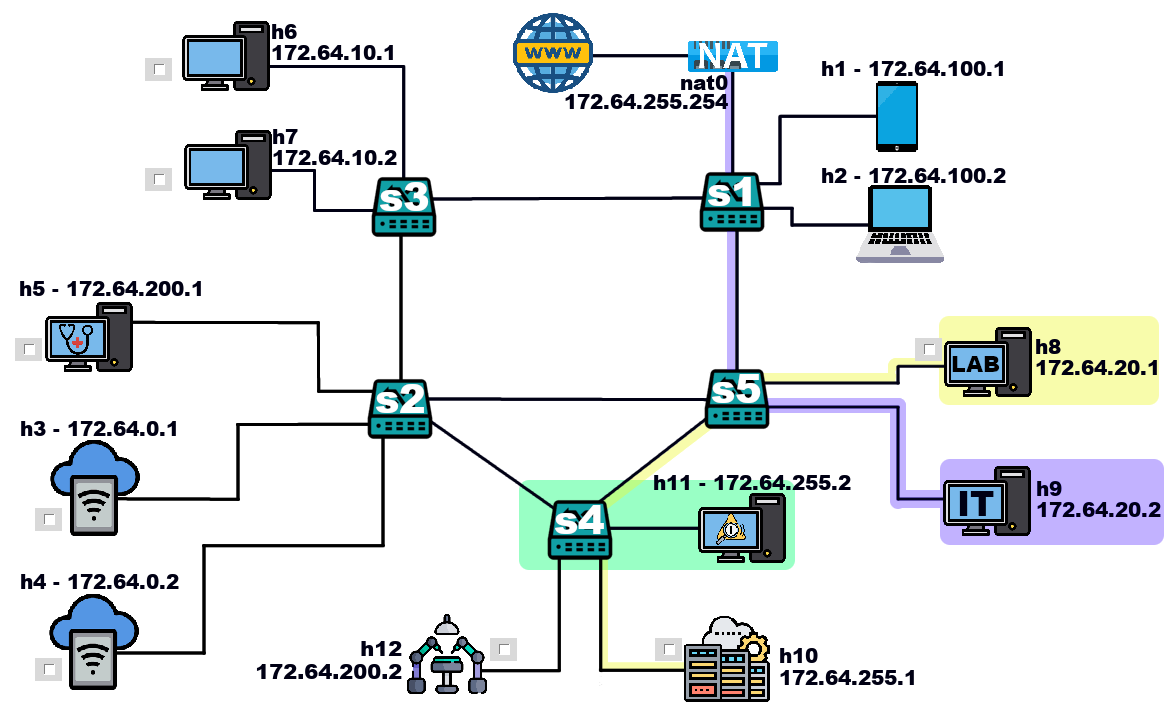 h6
172.64.10.1
WWW
NAT
nat0
172.64.255.254
h1 - 172.64.100.1
h7
172.64.10.2
h2 - 172.64.100.2
s3
s1
h5 - 172.64.200.1
LAB
h8
172.64.20.1
s2
s5
h3 - 172.64.0.1
h11 - 172.64.255.2
IT
h9
172.64.20.2
s4
h4 - 172.64.0.2
h12
172.64.200.2
h10
172.64.255.1